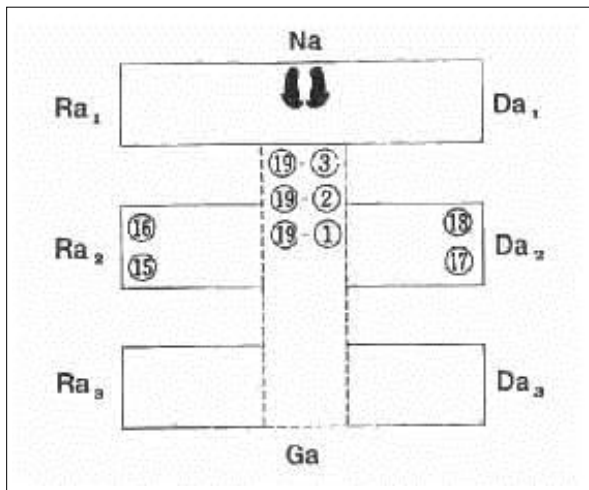 Na
Ra₁ Da₁
⑲-③
⑲-②
⑯ ⑱
⑲-①
Ra₂ Da₂
⑮ ⑰
Ra₃ Da₃
Ga